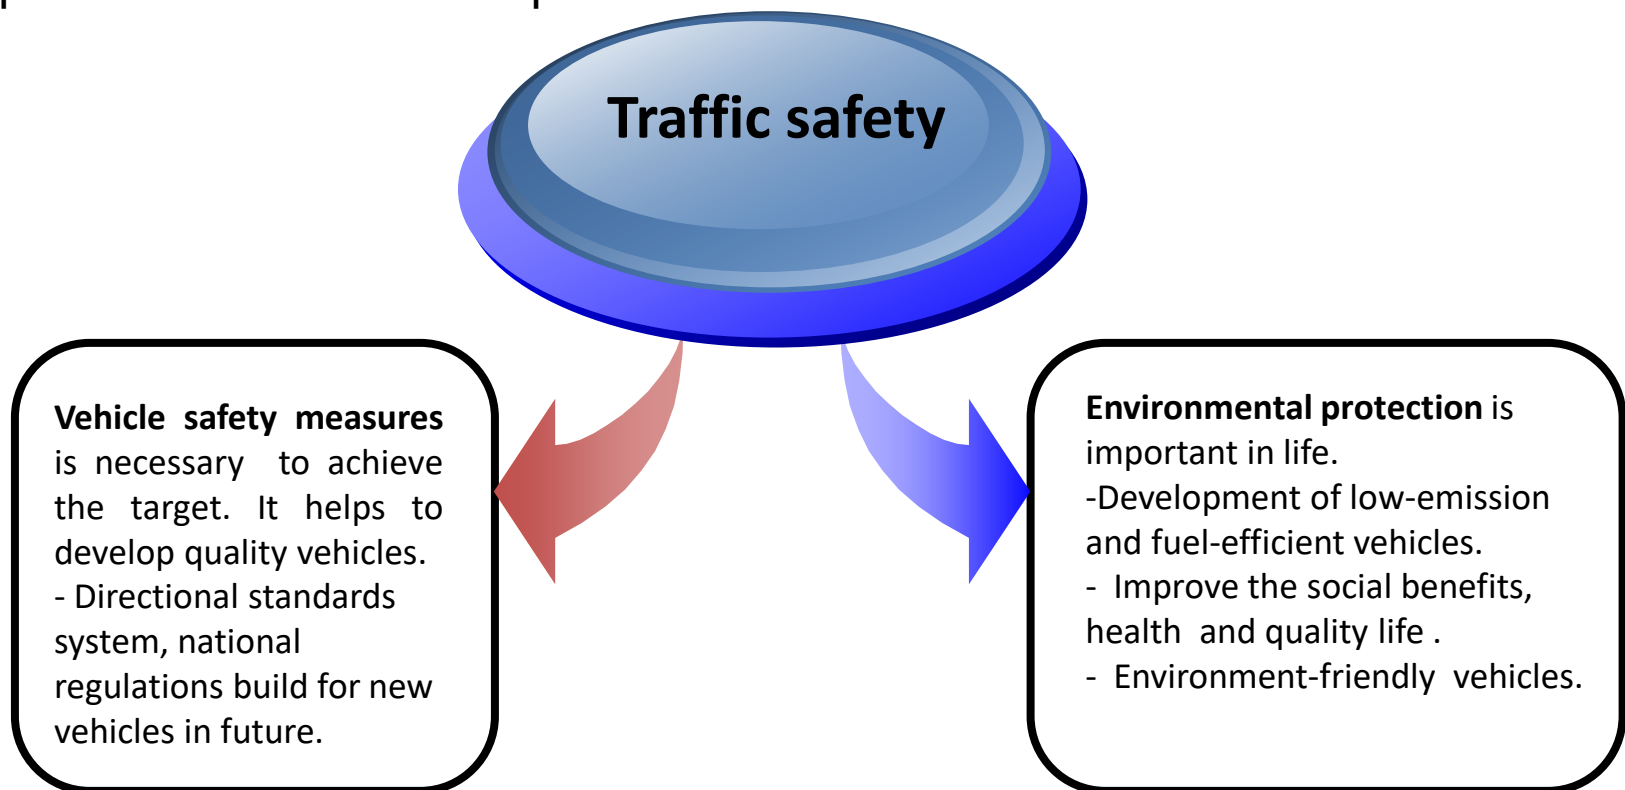 Traffic safety
Vehicle safety measures
is necessary to achieve
the target. It helps to
develop quality vehicles.
- Directional standards
system, national
regulations build for new
vehicles in future.
Environmental protection is
important in life.
-Development of low-emission
and fuel-efficient vehicles.
- Improve the social benefits,
health and quality life .
- Environment-friendly vehicles.